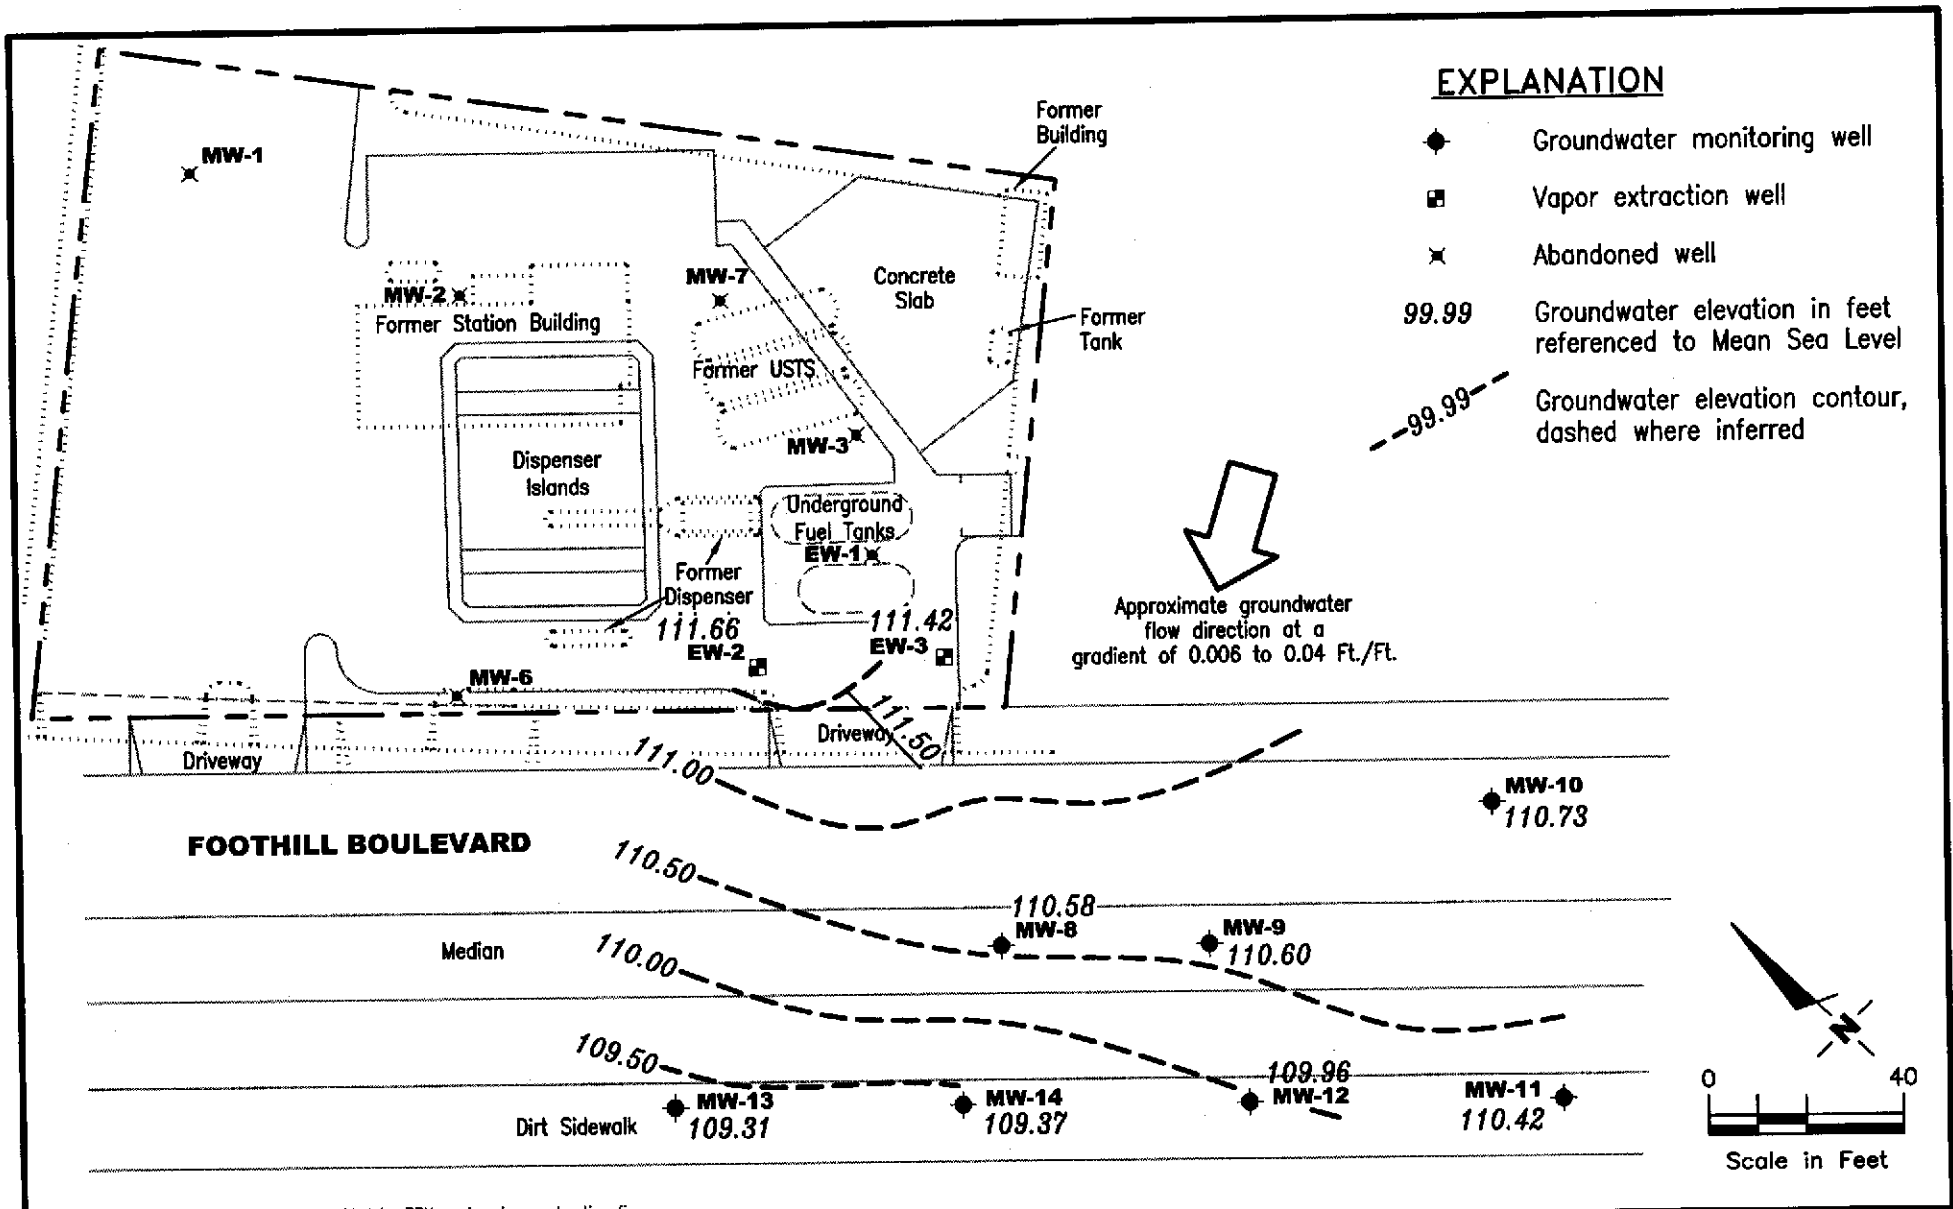 EXPLANATION
Groundwater monitoring well
Vapor extraction well
Abandoned well
99.99
Groundwater elevation in feet
referenced to Mean Sea Level
99.99
Groundwater elevation contour,
dashed where inferred
Former
Building
MW-1
MW-2
MW-7
Concrete
Slab
Former Station Building
Former
Tank
Former USTS
MW-3
Dispenser
Islands
Underground
Fuel Tanks
EW-1
Former
Dispenser
111.66
EW-2
111.42
EW-3
MW-6
Approximate groundwater
flow direction at a
gradient of 0.006 to 0.04 Ft./Ft.
Driveway
Driveway
111.50
111.00
MW-10
110.73
FOOTHILL BOULEVARD
110.50
110.58
MW-8
MW-9
110.60
Median
110.00
109.50
MW-13
109.31
MW-14
109.37
109.96
MW-12
MW-11
110.42
Dirt Sidewalk
N
0 40
Scale in Feet